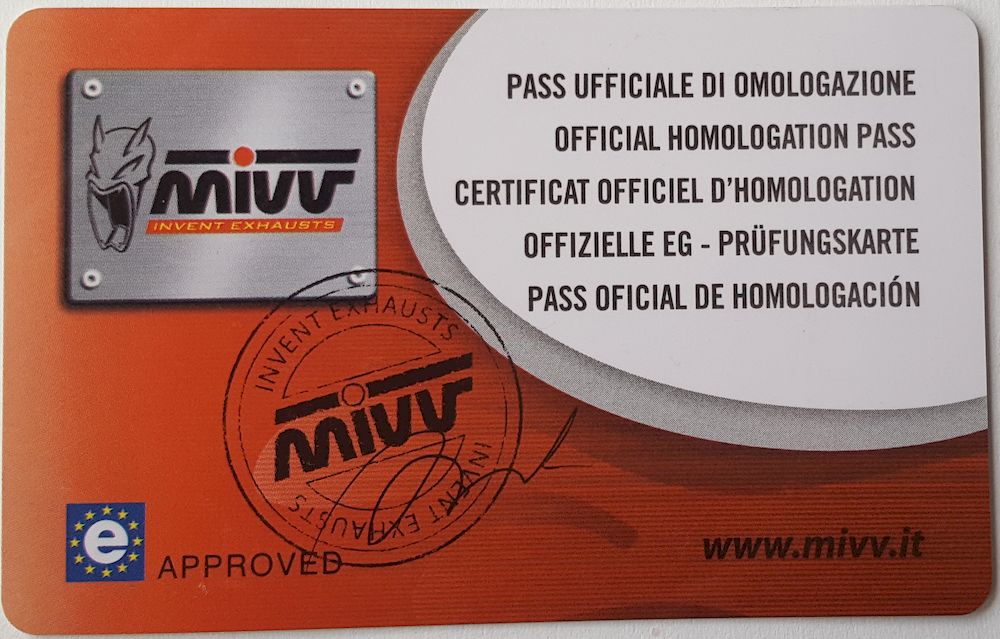 mivv
INVENT EXHAUSTS
PASS UFFICIALE DI OMOLOGAZIONE
OFFICIAL HOMOLOGATION PASS
CERTIFICAT OFFICIEL D'HOMOLOGATION
OFFIZIELLE EG - PRÜFUNGSKARTE
PASS OFICIAL DE HOMOLOGACIÓN
INVENT EXHAUSTS
mivv
INVENT EXHAUSTS
e
APPROVED
www.mivv.it